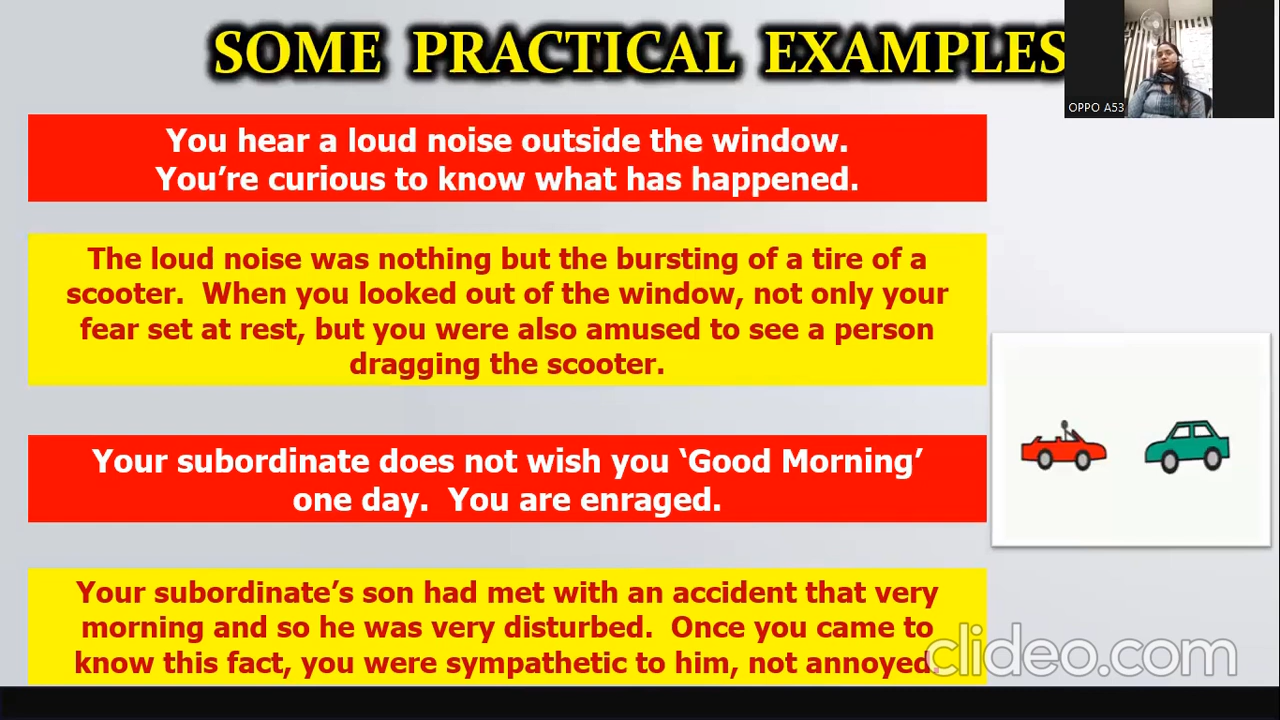 SOME PRACTICAL EXAMPLES
OPPO A53
You hear a loud noise outside the window.
You're curious to know what has happened.
The loud noise was nothing but the bursting of a tire of a
scooter. When you looked out of the window, not only your
fear set at rest, but you were also amused to see a person
dragging the scooter.
Your subordinate does not wish you ‘Good Morning’
one day. You are enraged.
Your subordinate’s son had met with an accident that very
morning and so he was very disturbed. Once you came to
know this fact, you were sympathetic to him, not annoyed.
clideo.com